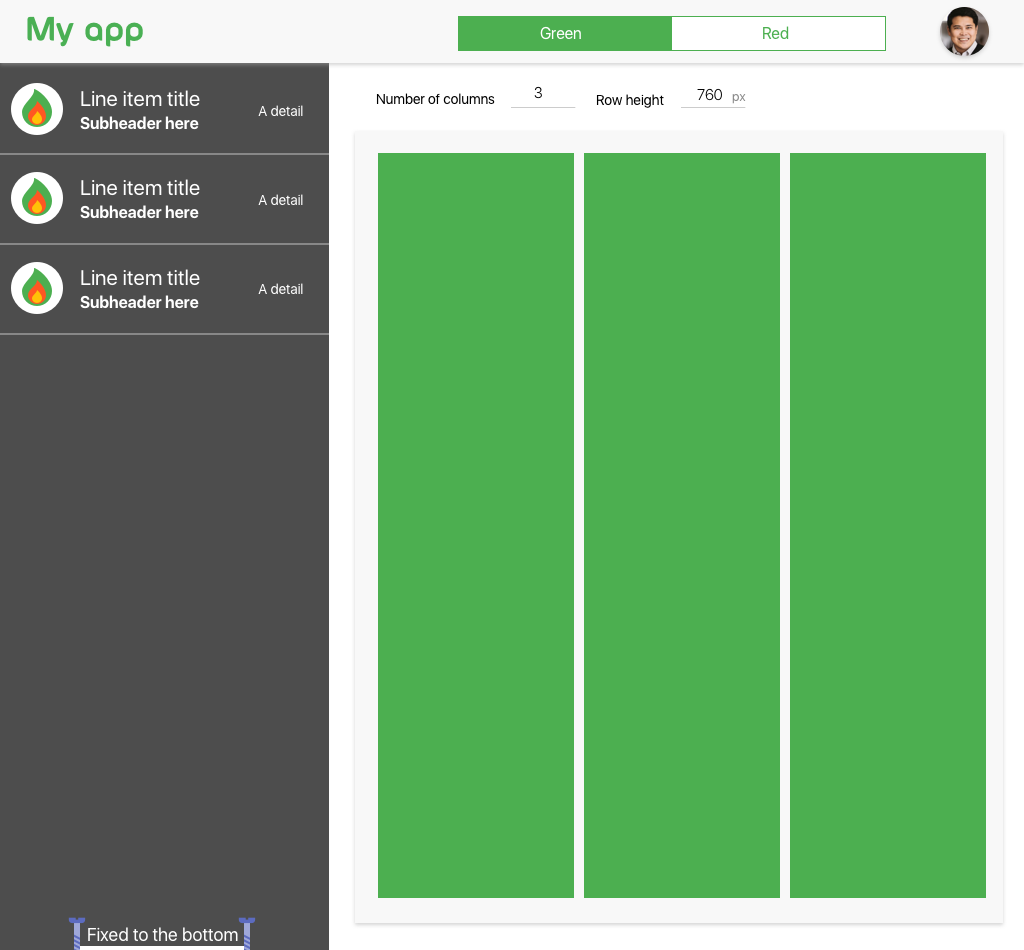 My app
Green
Red
Number of columns
3
Row height
760 px
Line item title
Subheader here
A detail
Line item title
Subheader here
A detail
Line item title
Subheader here
A detail
Fixed to the bottom